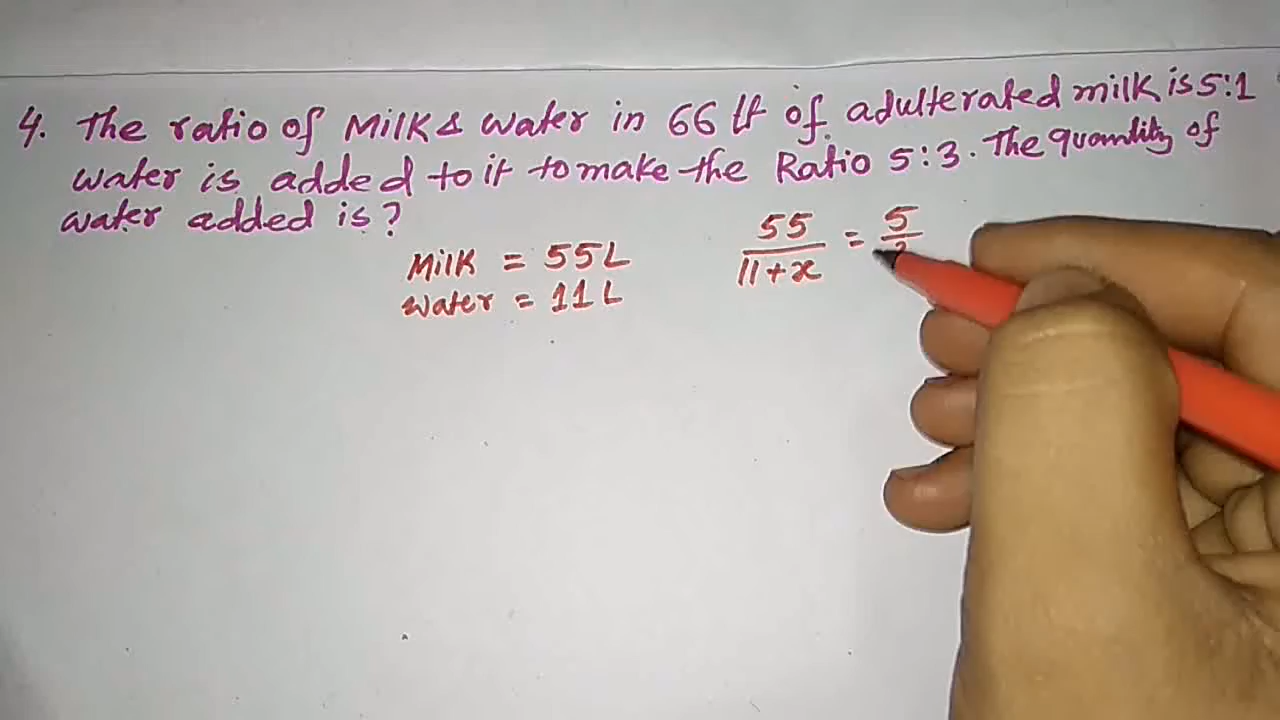 4. The ratio of Milk & water in 66 lt of adulterated milk is 5:1
water is added to it to make the Ratio 5:3. The quantity of
water added is?
Milk = 55L
water = 11L
55/11+x = 5/3